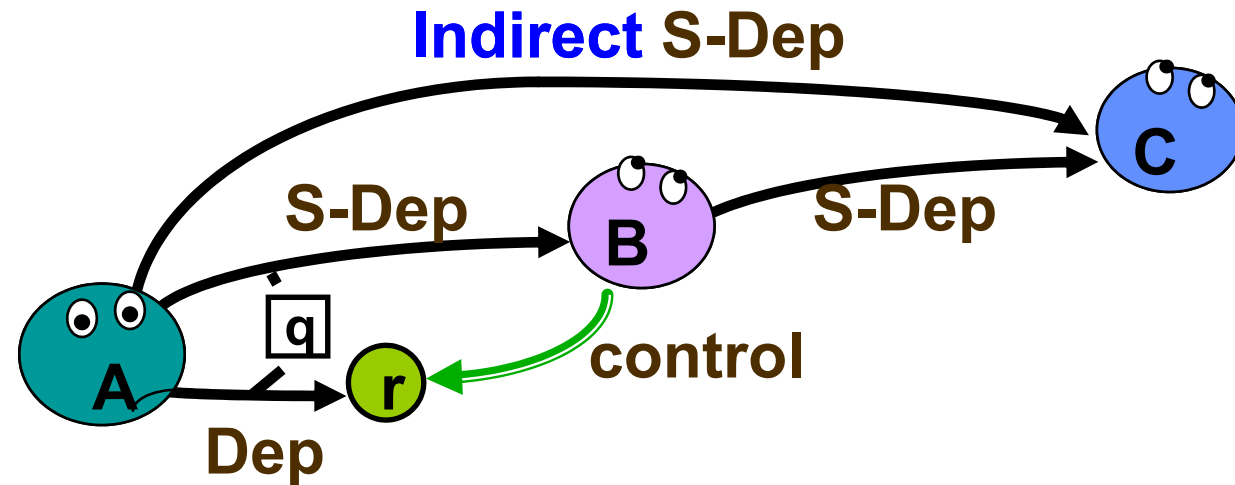 Indirect S-Dep
C
S-Dep
S-Dep
B
q
control
A
r
Dep